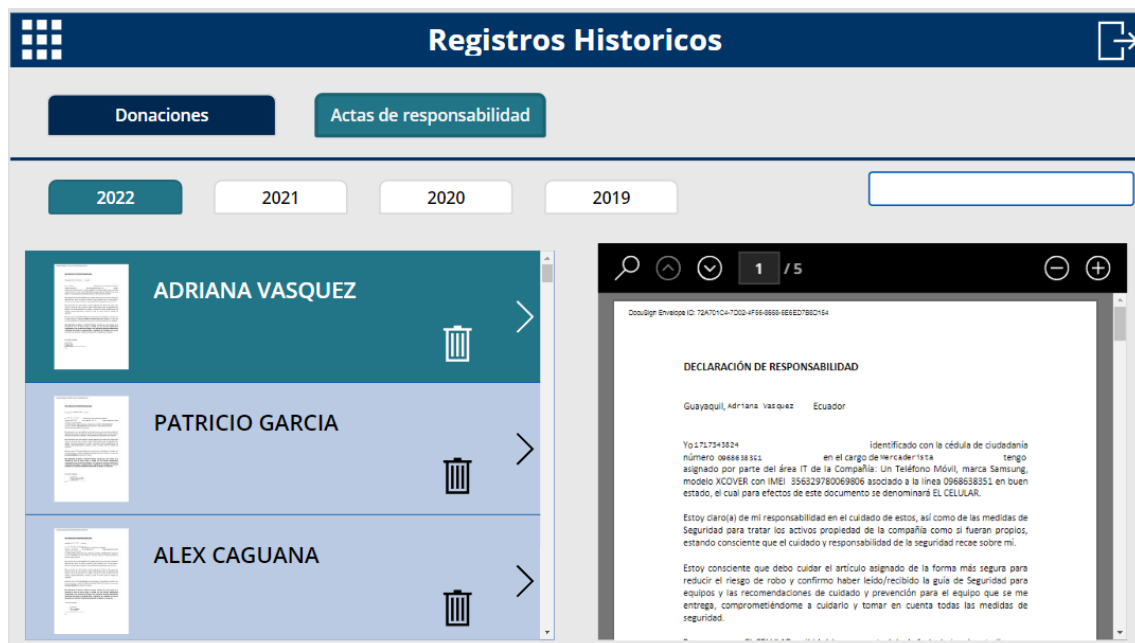 Registros Historicos
Donaciones
Actas de responsabilidad
2022
2021
2020
2019
ADRIANA VASQUEZ
PATRICIO GARCIA
ALEX CAGUANA
1 / 5
DocuSign Envelope ID: 72A701C4-7D02-4F56-8658-6E6ED7B8D154
DECLARACIÓN DE RESPONSABILIDAD
Guayaquil, Adriana Vasquez Ecuador
Yo 1717343824 identificado con la cédula de ciudadanía
número 0968638351 en el cargo de Mercaderista tengo
asignado por parte del área IT de la Compañía: Un Teléfono Móvil, marca Samsung,
modelo XCOVER con IMEI 356329780069806 asociado a la línea 0968638351 en buen
estado, el cual para efectos de este documento se denominará EL CELULAR.
Estoy claro(a) de mi responsabilidad en el cuidado de estos, así como de las medidas de
Seguridad para tratar los activos propiedad de la compañía como si fueran propios,
estando consciente que el cuidado y responsabilidad de la seguridad recae sobre mí.
Estoy consciente que debo cuidar el artículo asignado de la forma más segura para
reducir el riesgo de robo y confirmo haber leído/recibido la guía de Seguridad para
equipos y las recomendaciones de cuidado y prevención para el equipo que se me
entrega, comprometiéndome a cuidarlo y tomar en cuenta todas las medidas de
seguridad.